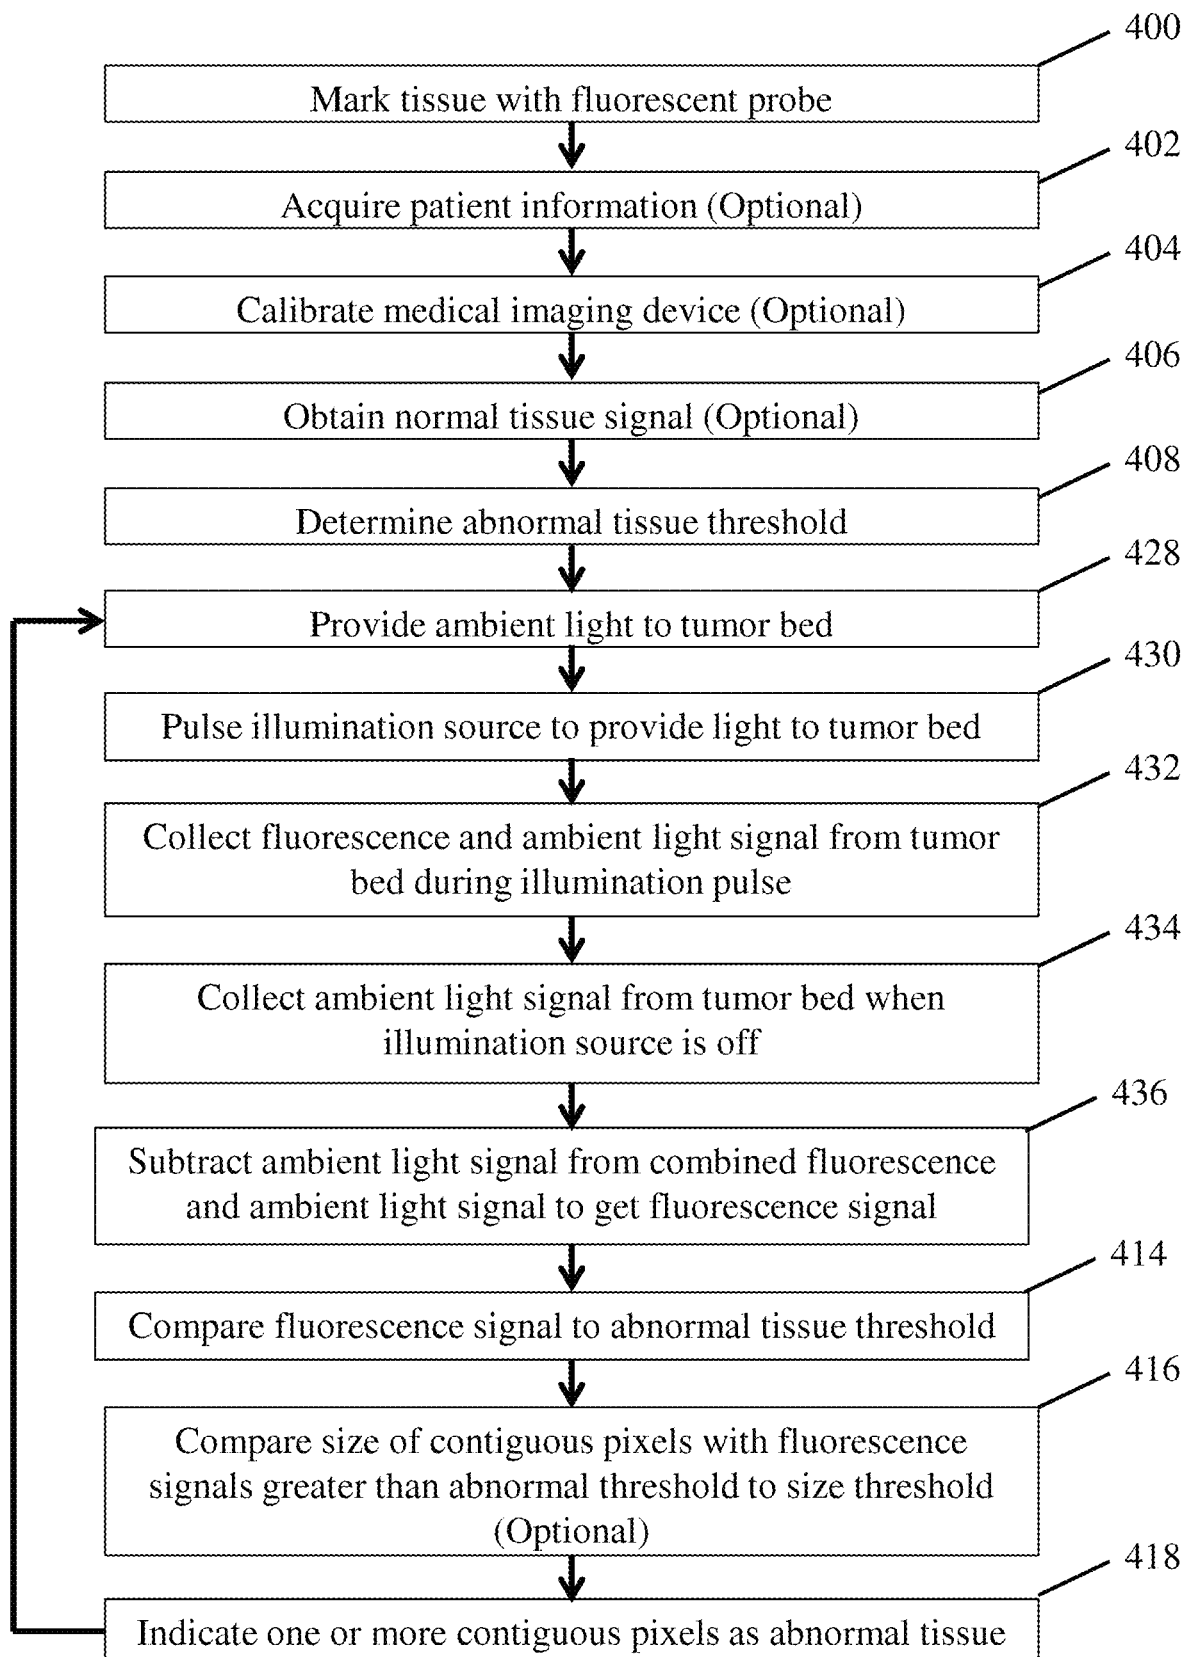 400
Mark tissue with fluorescent probe
402
Acquire patient information (Optional)
404
Calibrate medical imaging device (Optional)
406
Obtain normal tissue signal (Optional)
408
Determine abnormal tissue threshold
428
Provide ambient light to tumor bed
430
Pulse illumination source to provide light to tumor bed
432
Collect fluorescence and ambient light signal from tumor
bed during illumination pulse
434
Collect ambient light signal from tumor bed when
illumination source is off
436
Subtract ambient light signal from combined fluorescence
and ambient light signal to get fluorescence signal
414
Compare fluorescence signal to abnormal tissue threshold
416
Compare size of contiguous pixels with fluorescence
signals greater than abnormal threshold to size threshold
(Optional)
418
Indicate one or more contiguous pixels as abnormal tissue